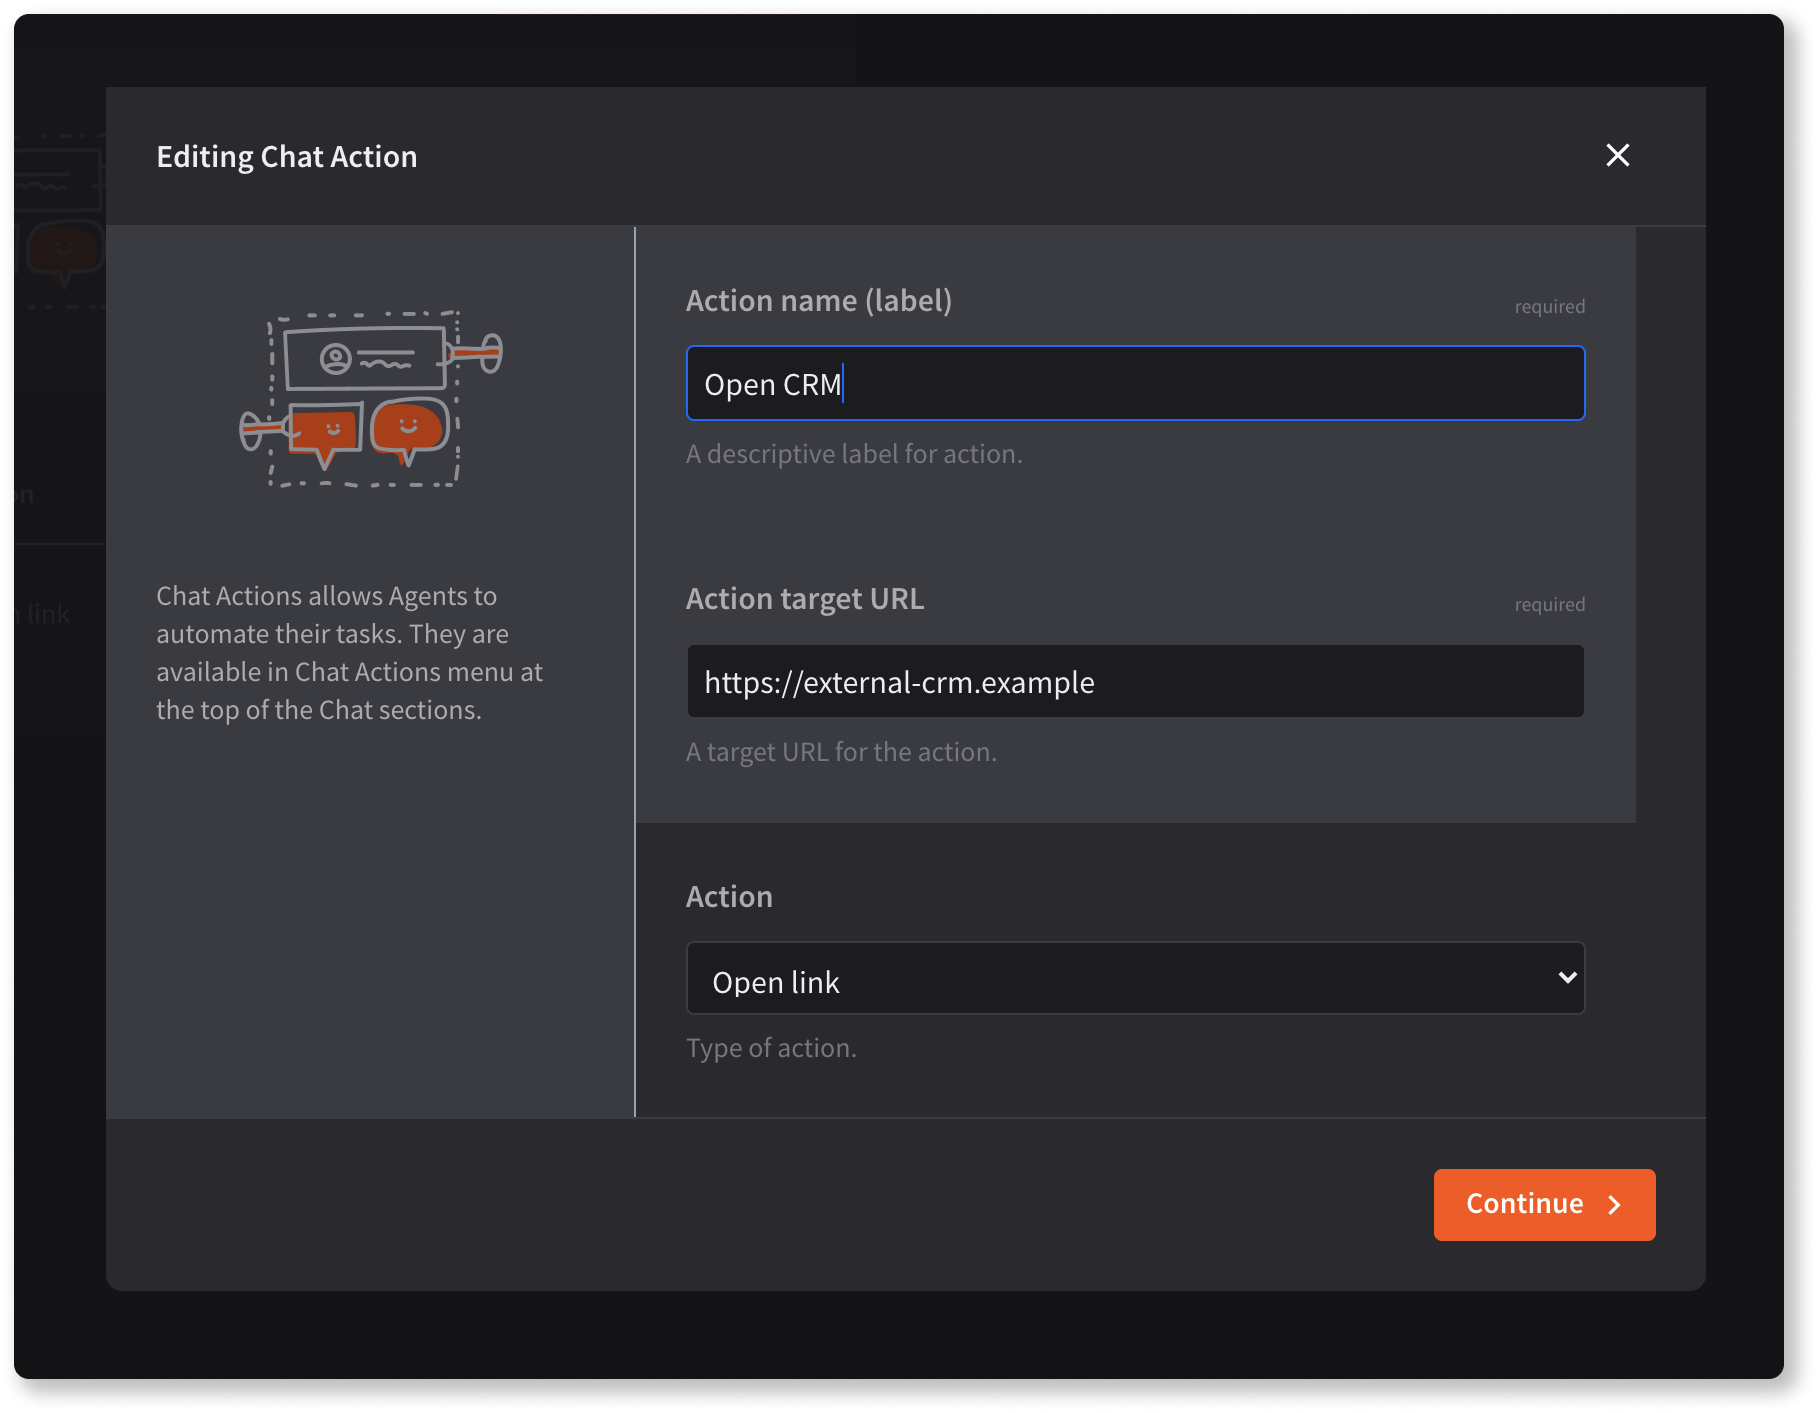 Editing Chat Action
Action name (label)
required
Open CRM
A descriptive label for action.
on
Chat Actions allows Agents to
automate their tasks. They are
available in Chat Actions menu at
the top of the Chat sections.
link
Action target URL
required
https://external-crm.example
A target URL for the action.
Action
Open link
Type of action.
Continue